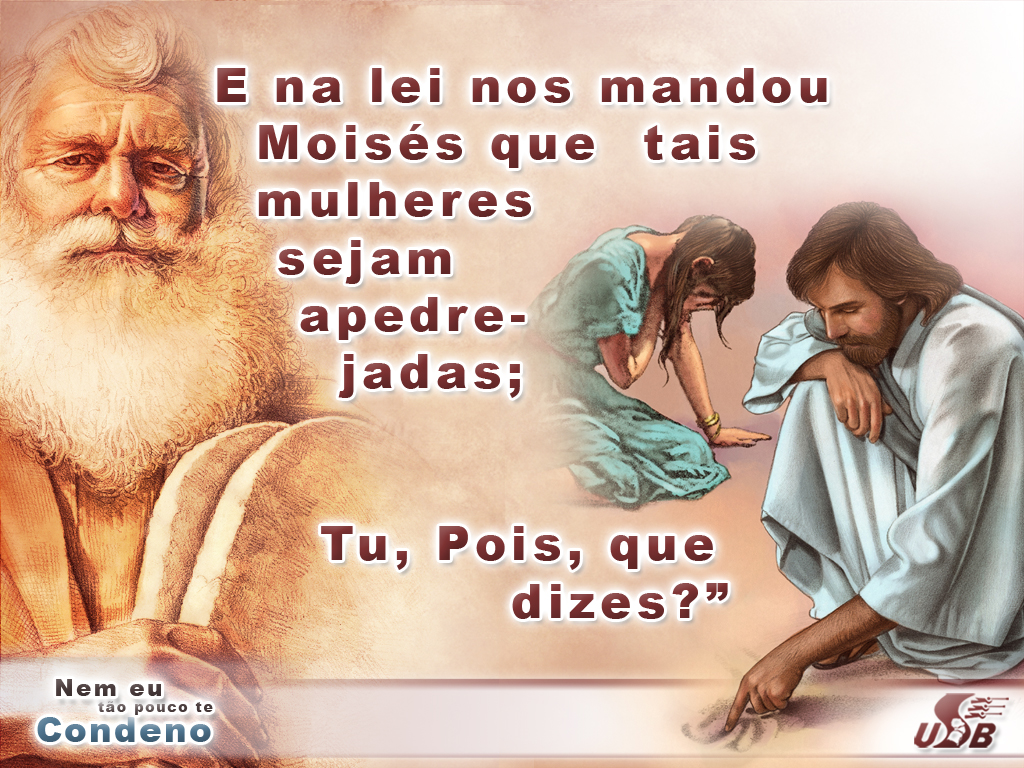 E na lei nos mandou
Moisés que tais
mulheres
sejam
apedre-
jadas;
Tu, Pois, que
dizes?”
Nem eu
tão pouco te
Condeno
USB